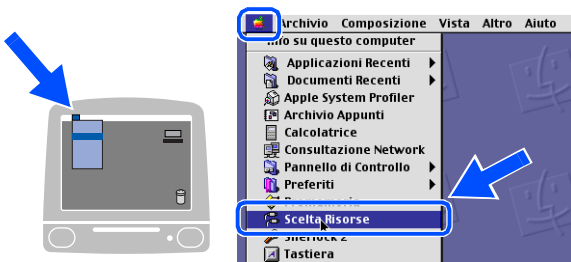 Archivio Composizione Vista Altro Aiuto
Info su questo computer
Applicazioni Recenti
Documenti Recenti
Apple System Profiler
Archivio Appunti
Calcolatrice
Consultazione Network
Pannello di Controllo
Preferiti
Promemoria
Scelta Risorse
Sherlock 2
Tastiera